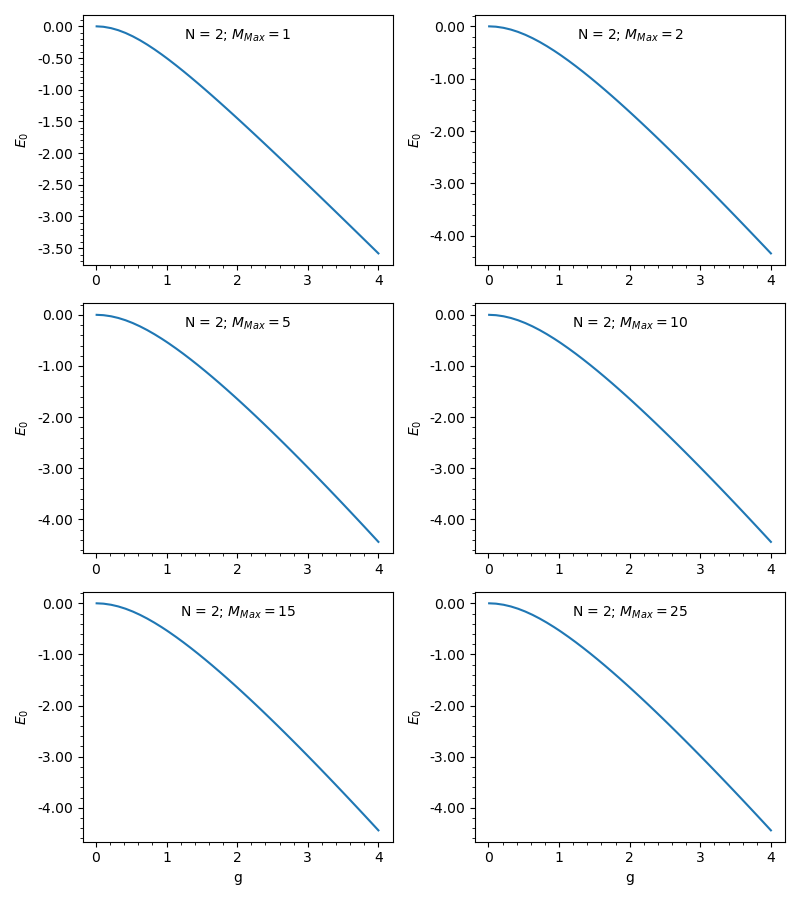 N = 2; M_Max = 1
0.00
-0.50
-1.00
-1.50
-2.00
-2.50
-3.00
-3.50
E_0
0 1 2 3 4
N = 2; M_Max = 2
0.00
-1.00
-2.00
-3.00
-4.00
E_0
0 1 2 3 4
N = 2; M_Max = 5
0.00
-1.00
-2.00
-3.00
-4.00
E_0
0 1 2 3 4
N = 2; M_Max = 10
0.00
-1.00
-2.00
-3.00
-4.00
E_0
0 1 2 3 4
N = 2; M_Max = 15
0.00
-1.00
-2.00
-3.00
-4.00
E_0
0 1 2 3 4
g
N = 2; M_Max = 25
0.00
-1.00
-2.00
-3.00
-4.00
E_0
0 1 2 3 4
g